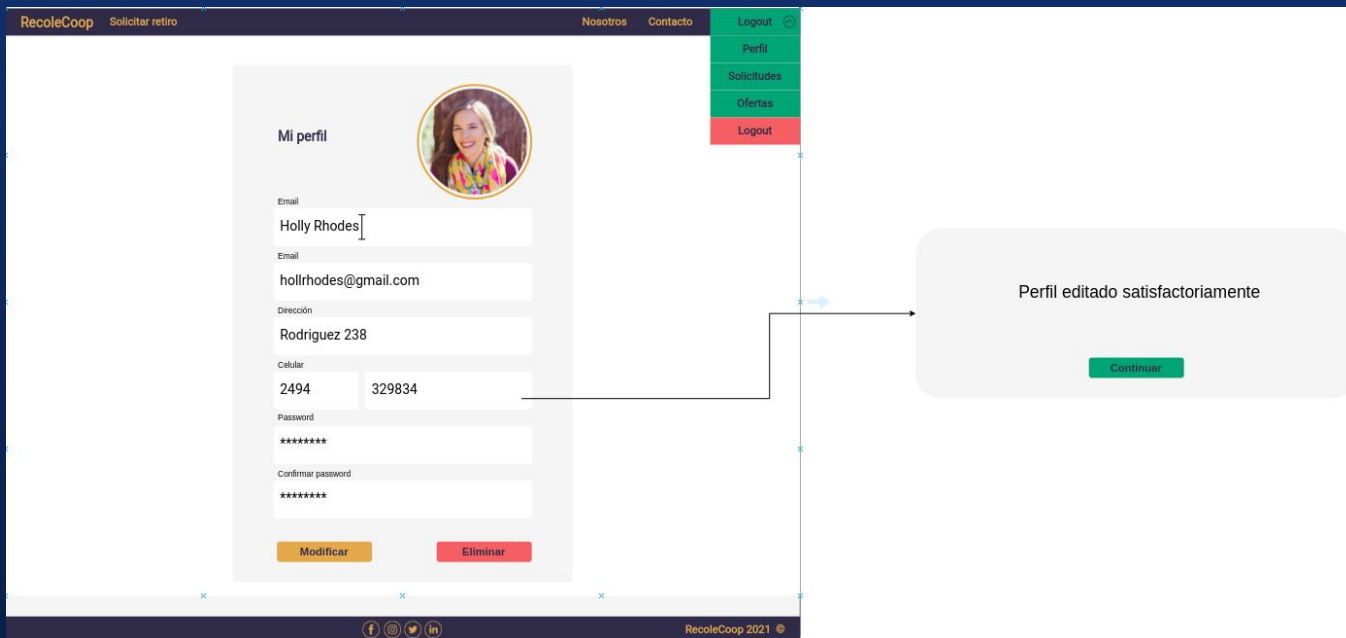 RecoleCoop Solicitar retiro Nosotros Contacto Logout
Perfil
Solicitudes
Ofertas
Logout
Mi perfil
Email
Holly Rhodes
Email
hollrhodes@gmail.com
Dirección
Rodriguez 238
Celular
2494 329834
Password
********
Confirmar password
********
Modificar Eliminar
Perfil editado satisfactoriamente
Continuar
RecoleCoop 2021 ©